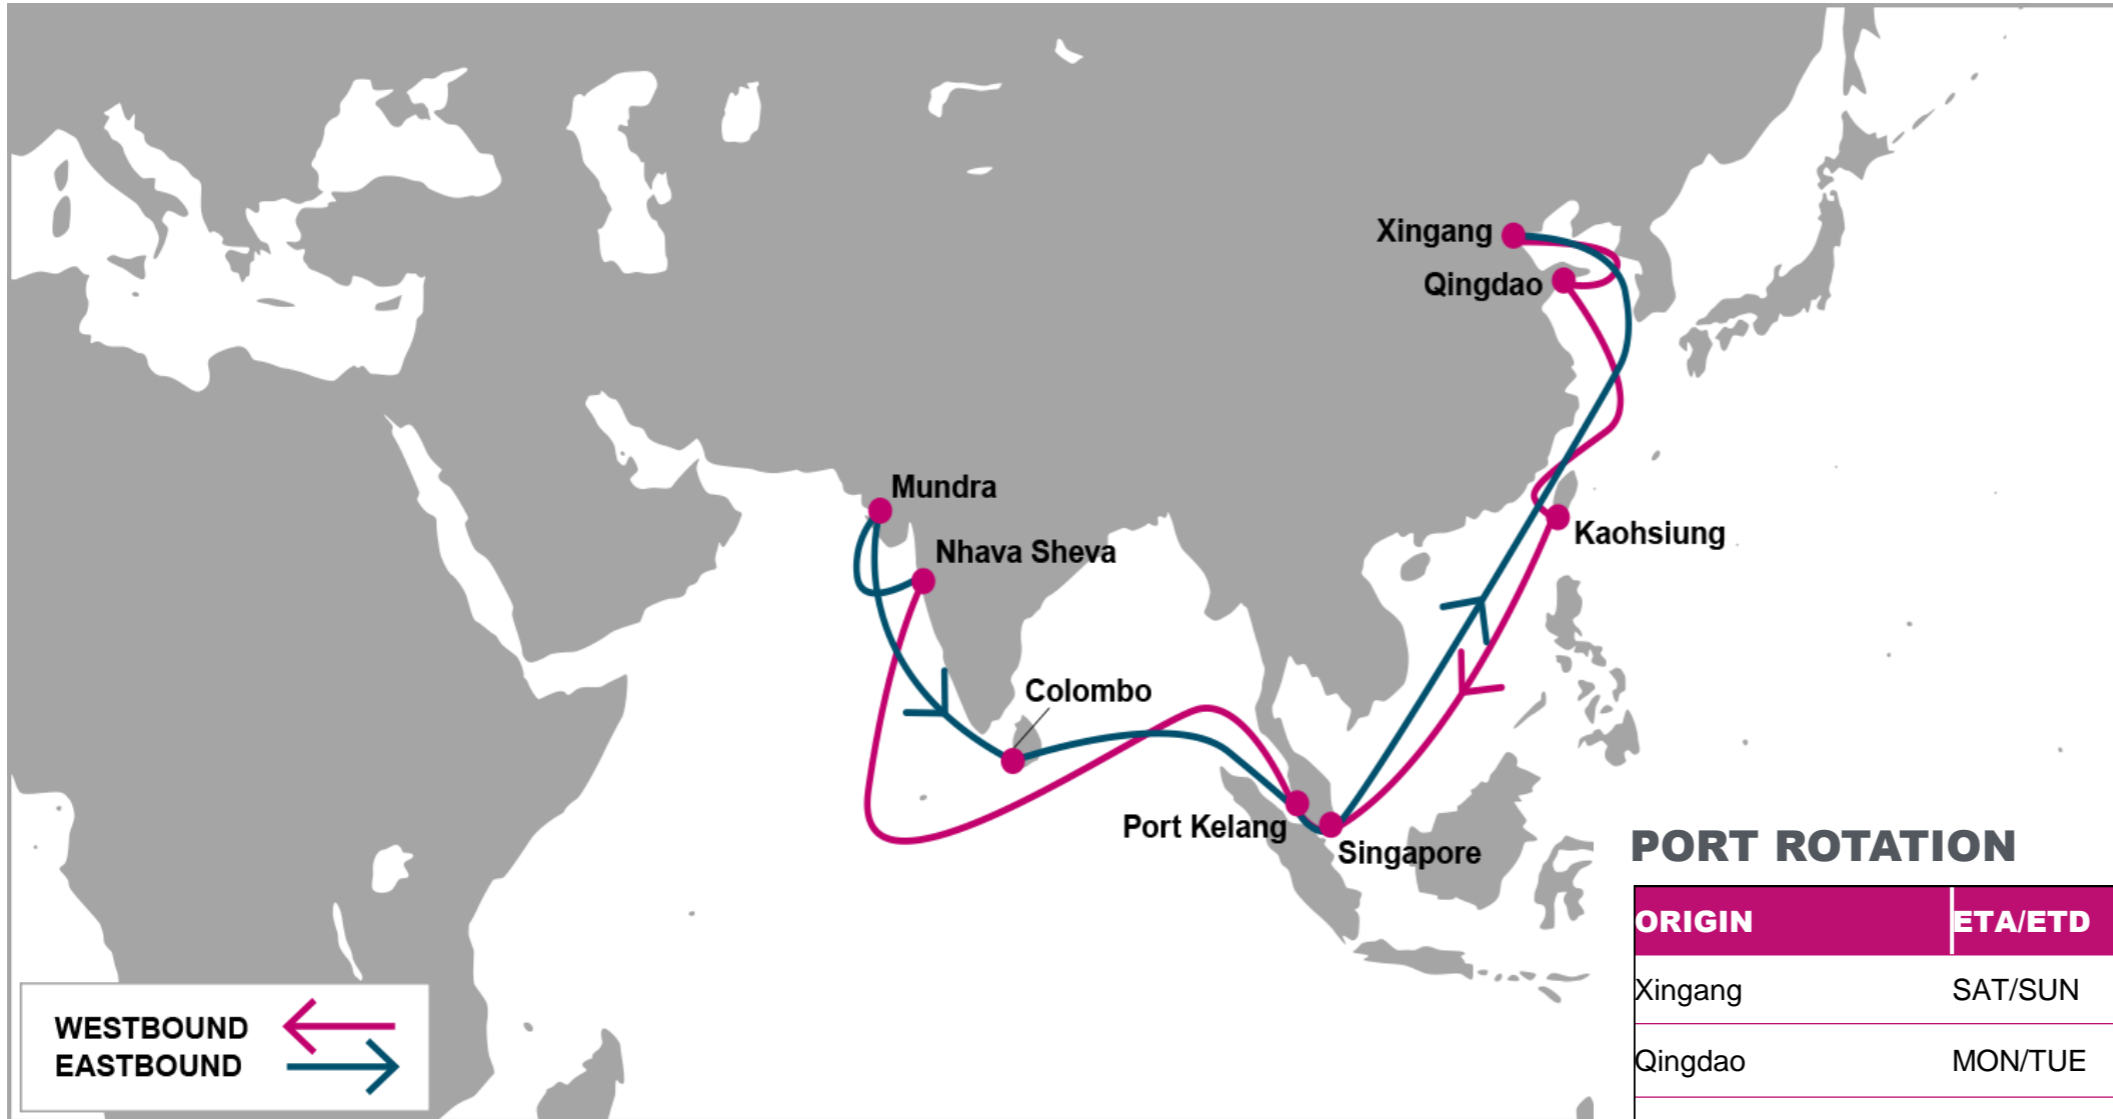 Xingang
Qingdao
Mundra
Nhava Sheva
Kaohsiung
Colombo
Port Kelang
Singapore
WESTBOUND
EASTBOUND
PORT ROTATION
ORIGIN ETA/ETD
Xingang SAT/SUN
Qingdao MON/TUE